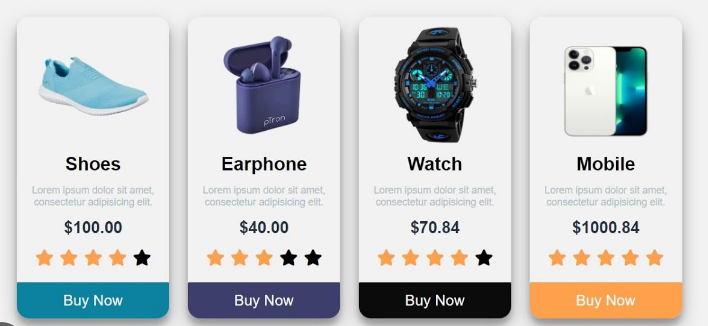 pTron
Shoes
Lorem ipsum dolor sit amet,
consectetur adipisicing elit.
$100.00
Buy Now
Earphone
Lorem ipsum dolor sit amet,
consectetur adipisicing elit.
$40.00
Buy Now
Watch
Lorem ipsum dolor sit amet,
consectetur adipisicing elit.
$70.84
Buy Now
Mobile
Lorem ipsum dolor sit amet,
consectetur adipisicing elit.
$1000.84
Buy Now